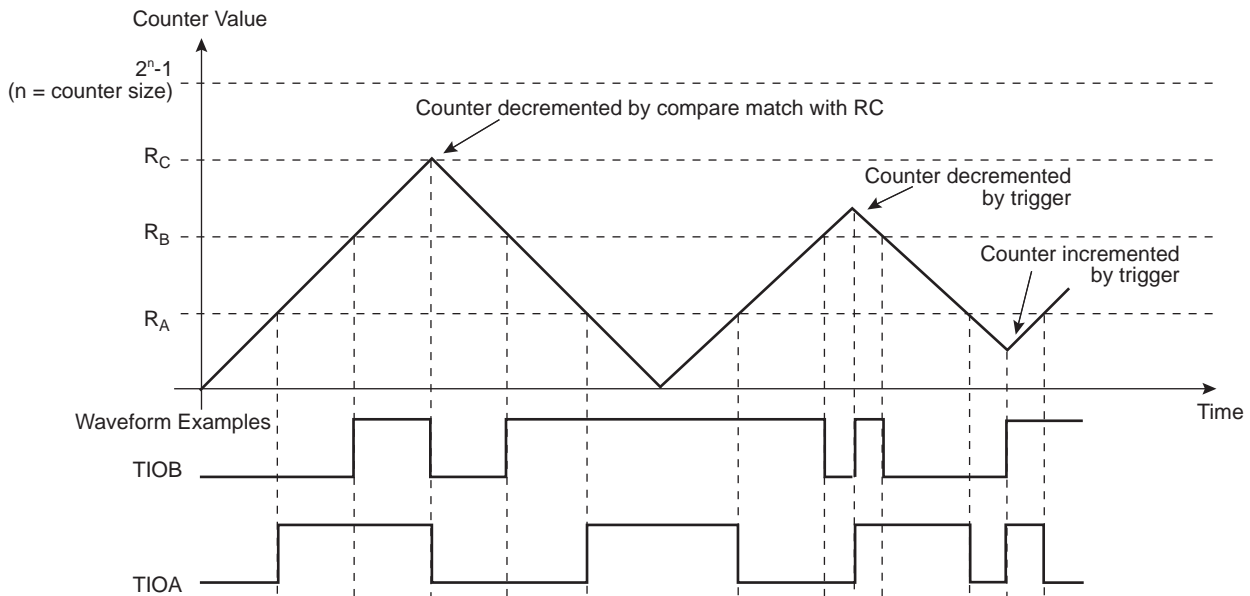 Counter Value
2ⁿ-1
(n = counter size)
Counter decremented by compare match with RC
R_C
Counter decremented
by trigger
R_B
Counter incremented
by trigger
R_A
Time
Waveform Examples
TIOB
TIOA